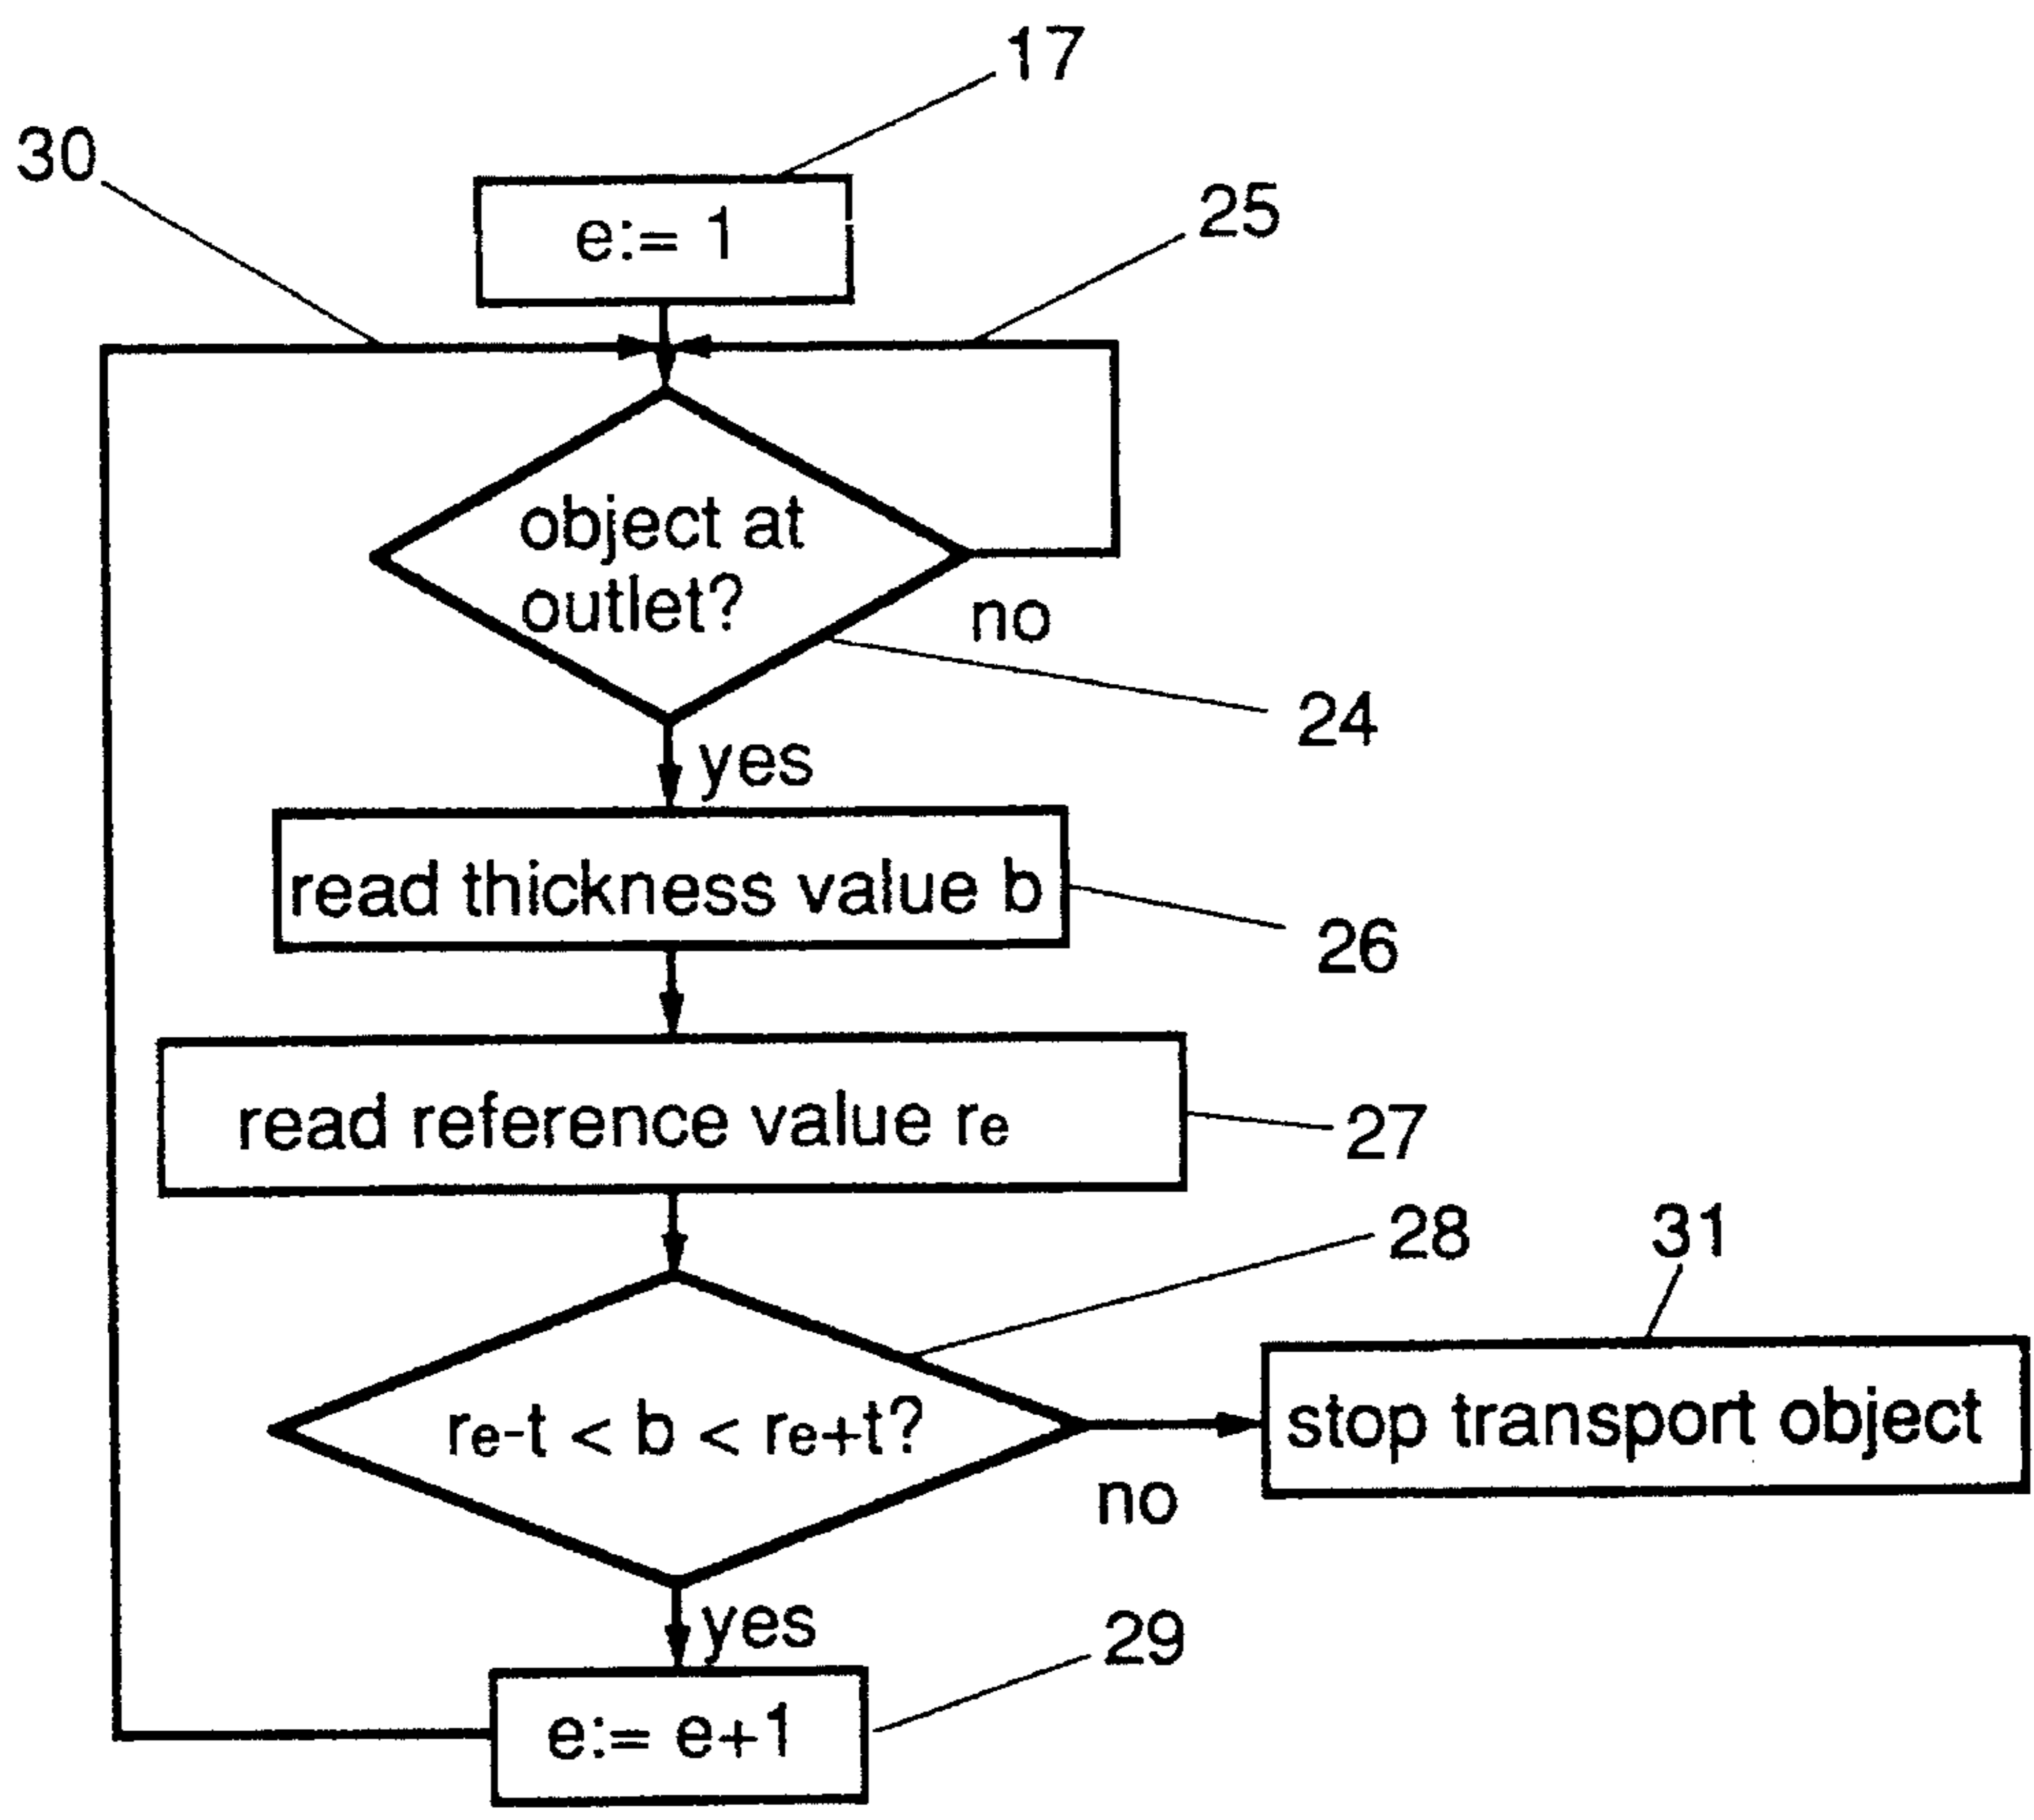 17
30
e:= 1
25
object at
outlet?
no
24
yes
read thickness value b
26
read reference value re
27
28
31
re-t < b < re+t?
stop transport object
no
yes
29
e:= e+1